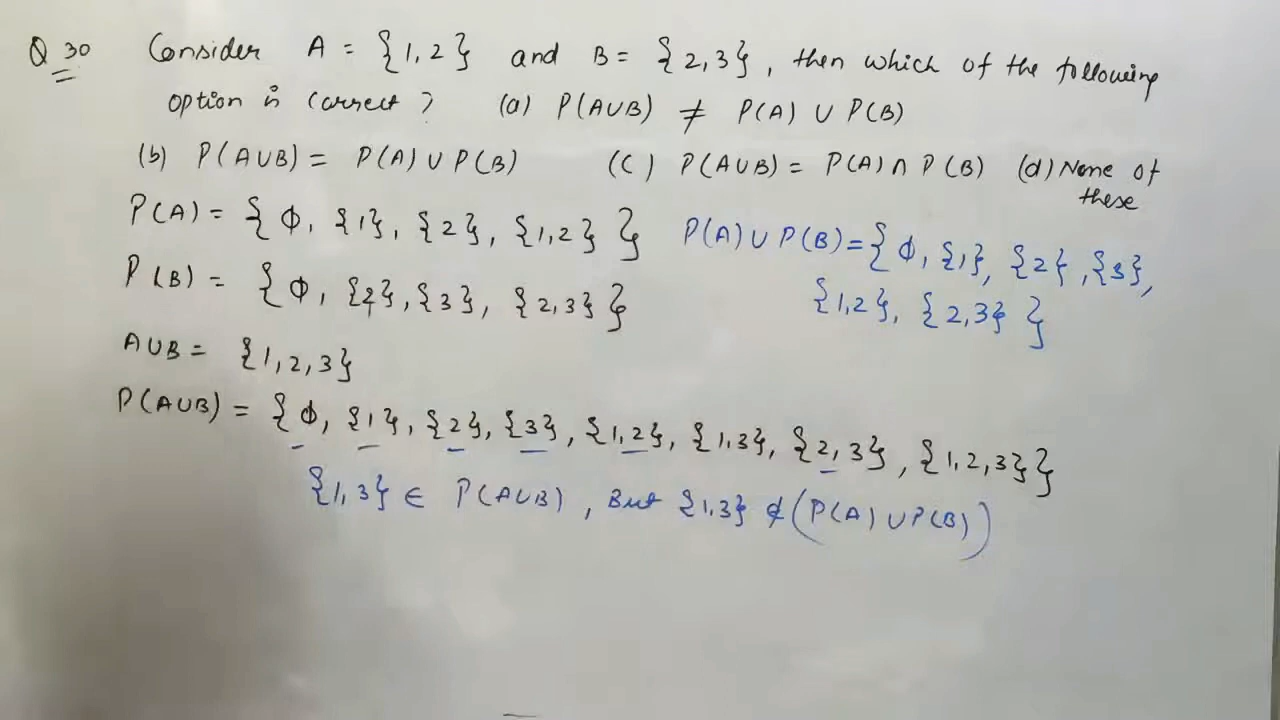 Q 30 Consider A = {1,2} and B = {2,3}, then which of the following
option is correct? (a) P(A∪B) ≠ P(A) ∪ P(B)
(b) P(A∪B) = P(A) ∪ P(B) (C) P(A∪B) = P(A) ∩ P(B) (d) None of
these
P(A) = { ϕ, {1}, {2}, {1,2} }
P(A) ∪ P(B) = { ϕ, {1}, {2}, {3},
{1,2}, {2,3} }
P(B) = { ϕ, {2}, {3}, {2,3} }
A∪B = {1,2,3}
P(A∪B) = { ϕ, {1}, {2}, {3}, {1,2}, {1,3}, {2,3}, {1,2,3} }
{1,3} ∈ P(A∪B), But {1,3} ∉ (P(A) ∪ P(B))